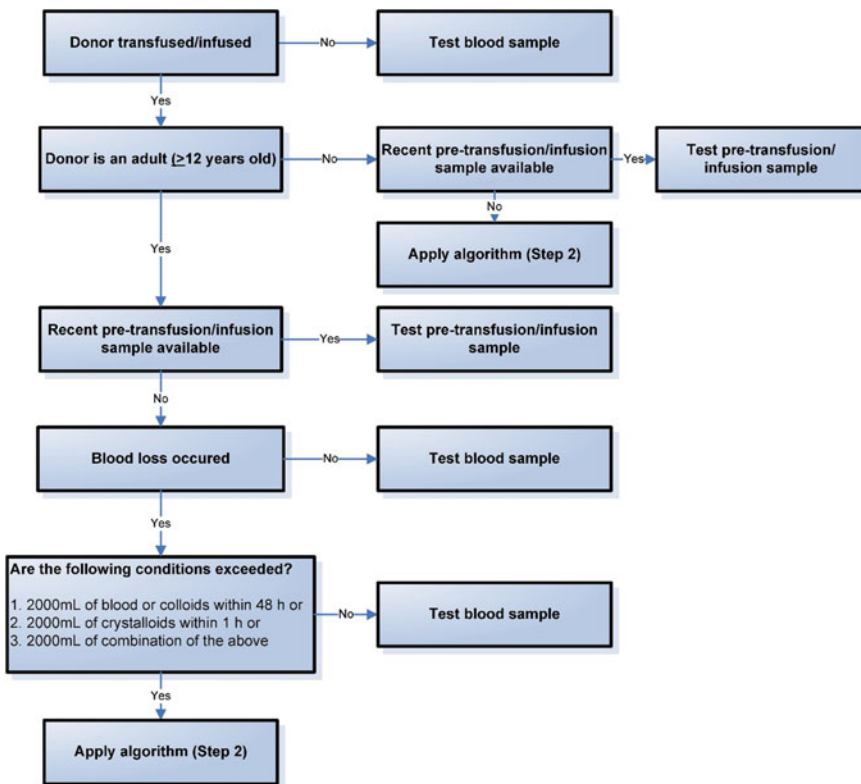 Donor transfused/infused
No
Test blood sample
Yes
Donor is an adult (≥12 years old)
No
Recent pre-transfusion/infusion
sample available
Yes
Test pre-transfusion/
infusion sample
No
Apply algorithm (Step 2)
Yes
Recent pre-transfusion/infusion
sample available
Yes
Test pre-transfusion/infusion
sample
No
Blood loss occured
No
Test blood sample
Yes
Are the following conditions exceeded?
1. 2000mL of blood or colloids within 48 h or
2. 2000mL of crystalloids within 1 h or
3. 2000mL of combination of the above
No
Test blood sample
Yes
Apply algorithm (Step 2)